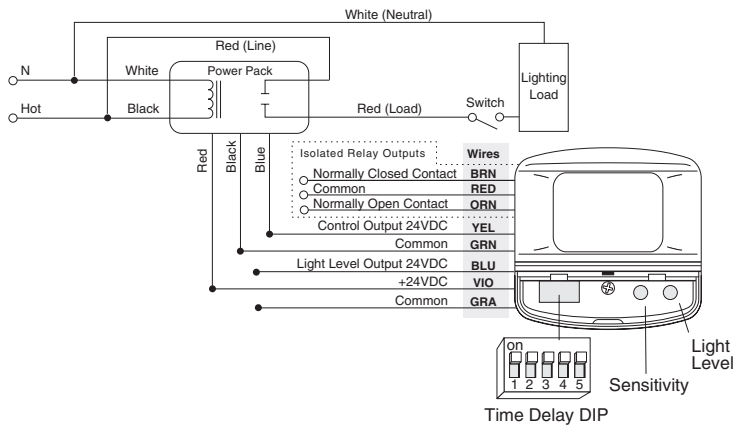 White (Neutral)
Red (Line)
N
White
Power Pack
Lighting
Load
Hot
Black
Red (Load)
Switch
Red
Black
Blue
Isolated Relay Outputs
Wires
Normally Closed Contact
BRN
Common
RED
Normally Open Contact
ORN
Control Output 24VDC
YEL
Common
GRN
Light Level Output 24VDC
BLU
+24VDC
VIO
Common
GRA
on
1 2 3 4 5
Light
Level
Sensitivity
Time Delay DIP